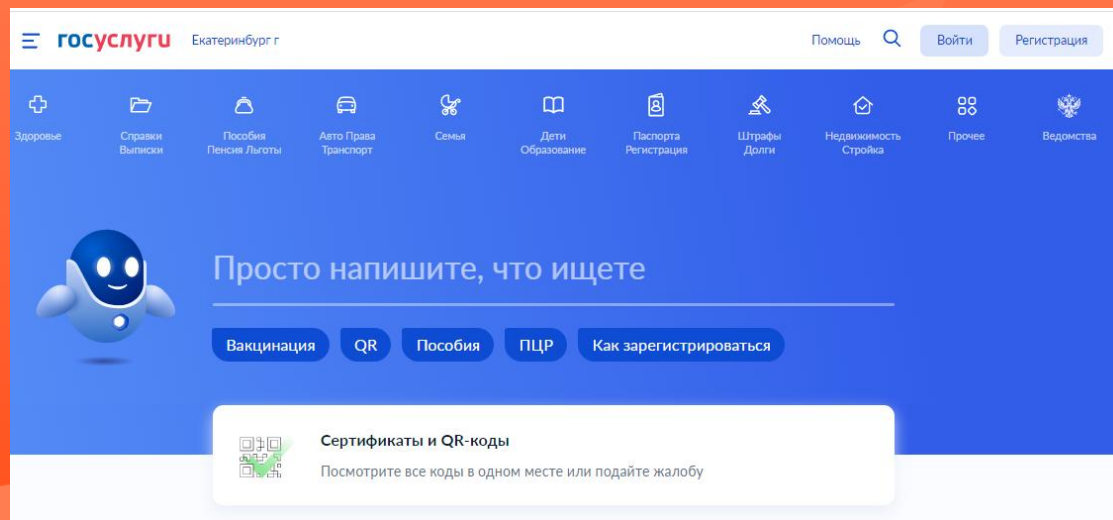 госуслуги Екатеринбург г Помощь Войти Регистрация
Здоровье
Справки
Выписки
Пособия
Пенсия Льготы
Авто Права
Транспорт
Семья
Дети
Образование
Паспорта
Регистрация
Штрафы
Долги
Недвижимость
Стройка
Прочее
Ведомства
Просто напишите, что ищете
Вакцинация QR Пособия ПЦР Как зарегистрироваться
Сертификаты и QR-коды
Посмотрите все коды в одном месте или подайте жалобу